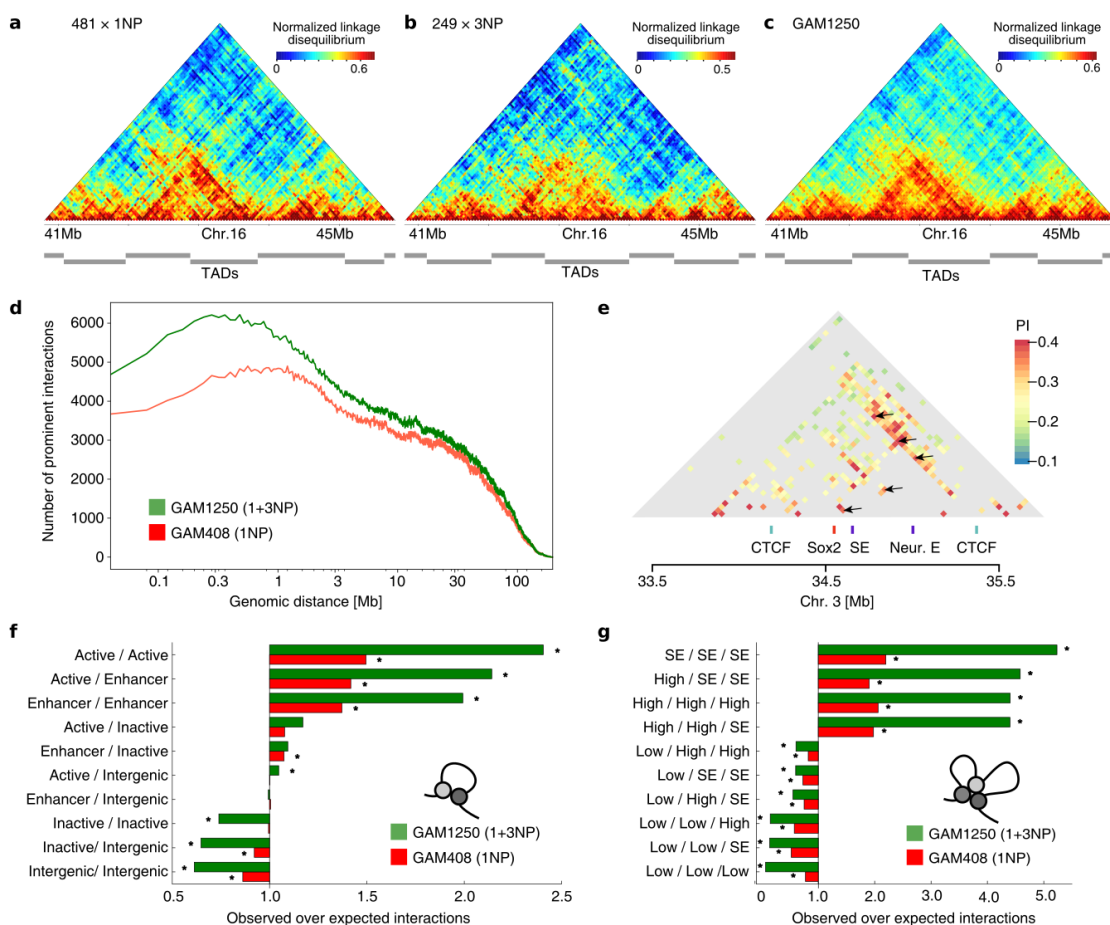 a
481 × 1NP
Normalized linkage
disequilibrium
0
0.6
41Mb
Chr.16
45Mb
TADs
b
249 × 3NP
Normalized linkage
disequilibrium
0
0.5
41Mb
Chr.16
45Mb
TADs
c
GAM1250
Normalized linkage
disequilibrium
0
0.6
41Mb
Chr.16
45Mb
TADs
d
Number of prominent interactions
6000
5000
4000
3000
2000
1000
0
GAM1250 (1+3NP)
GAM408 (1NP)
0.1
0.3
1
3
10
30
100
Genomic distance [Mb]
e
PI
0.4
0.3
0.2
0.1
CTCF
Sox2
SE
Neur. E
CTCF
33.5
34.5
35.5
Chr. 3 [Mb]
f
Active / Active
*
*
Active / Enhancer
*
*
Enhancer / Enhancer
*
*
Active / Inactive
Enhancer / Inactive
*
Active / Intergenic
*
Enhancer / Intergenic
Inactive / Inactive
*
Inactive/ Intergenic
*
*
Intergenic/ Intergenic
*
*
GAM1250 (1+3NP)
GAM408 (1NP)
0.5
1.0
1.5
2.0
2.5
Observed over expected interactions
g
SE / SE / SE
*
*
High / SE / SE
*
*
High / High / High
*
*
High / High / SE
*
*
Low / High / High
*
*
Low / SE / SE
*
*
Low / High / SE
*
*
Low / Low / High
*
*
Low / Low / SE
*
*
Low / Low /Low
*
*
GAM1250 (1+3NP)
GAM408 (1NP)
0
1.0
2.0
3.0
4.0
5.0
Observed over expected interactions